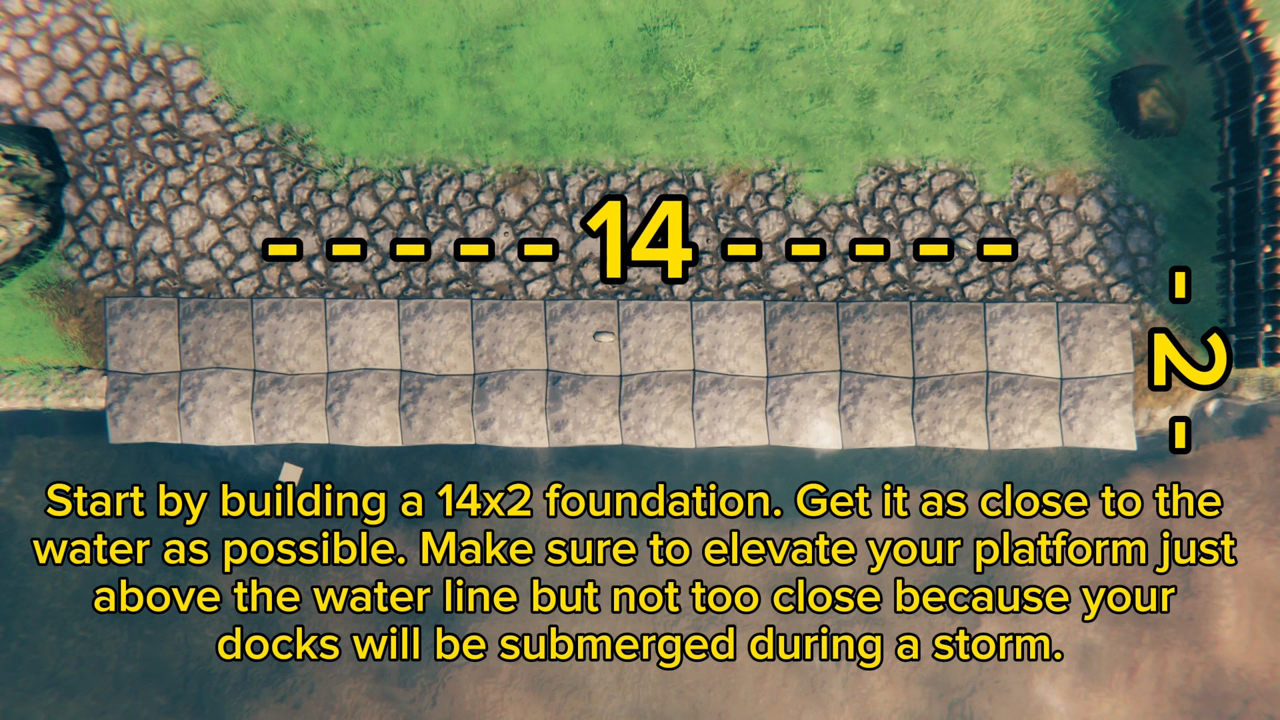 - - - - - 14 - - - - -
- 2 -
Start by building a 14x2 foundation. Get it as close to the
water as possible. Make sure to elevate your platform just
above the water line but not too close because your
docks will be submerged during a storm.